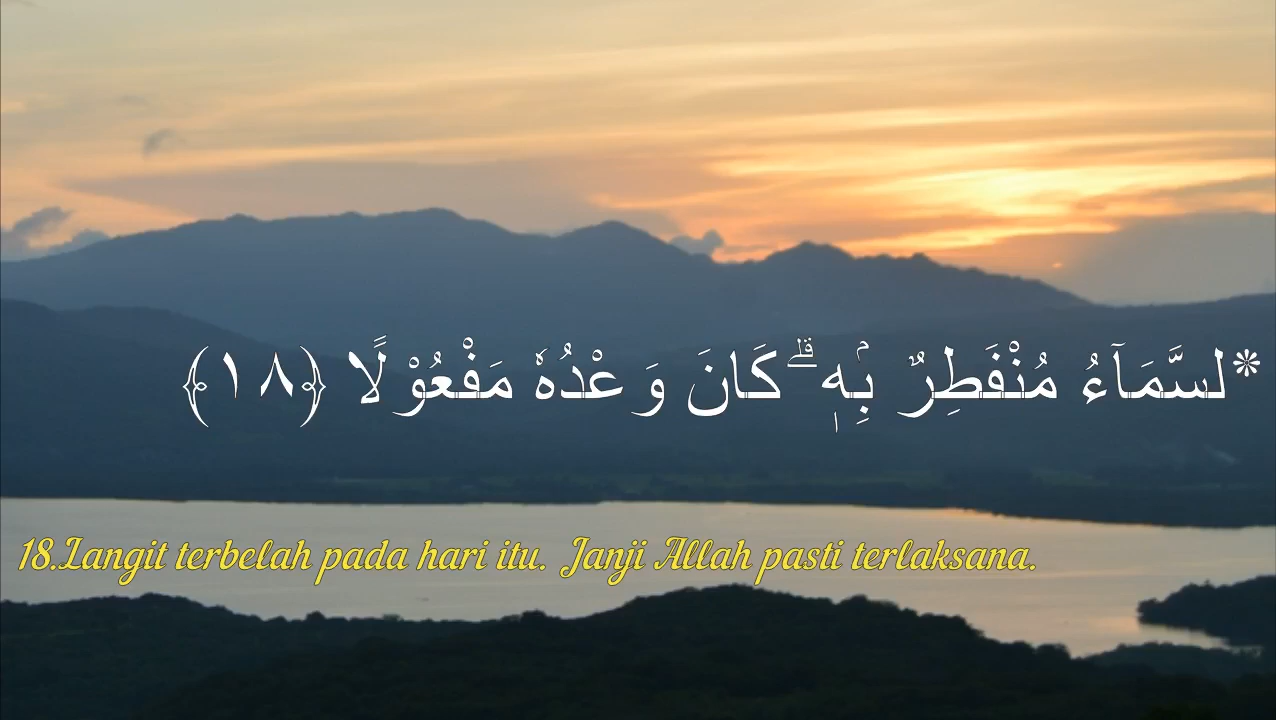 *لسَّمَآءُ مُنْفَطِرٌۢ بِهٖۗ كَانَ وَعْدُهٗ مَفْعُوْلًا ﴿١٨﴾
18.Langit terbelah pada hari itu. Janji Allah pasti terlaksana.